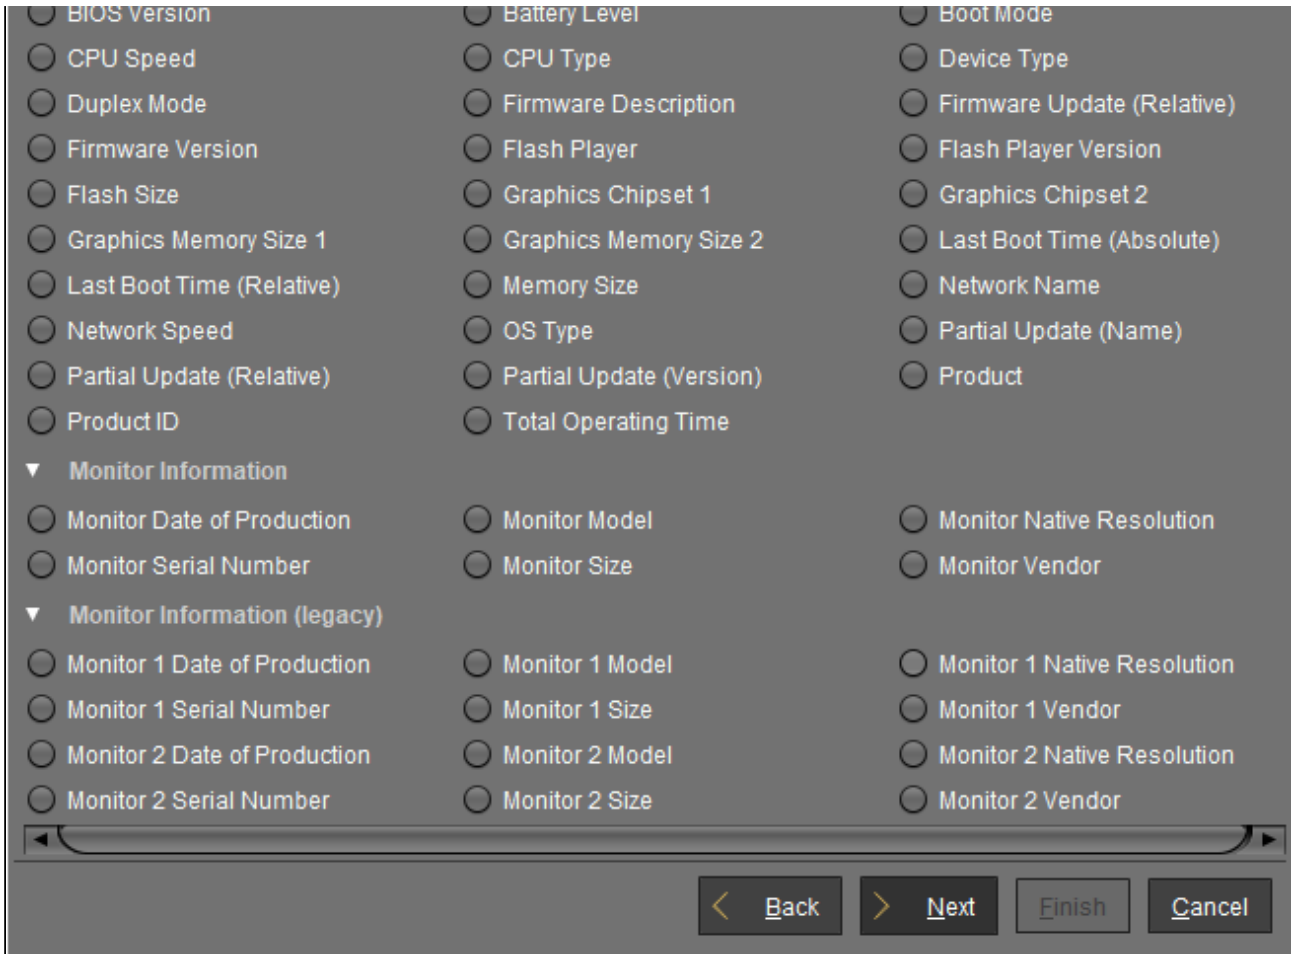 BIOS Version Battery Level Boot Mode
CPU Speed CPU Type Device Type
Duplex Mode Firmware Description Firmware Update (Relative)
Firmware Version Flash Player Flash Player Version
Flash Size Graphics Chipset 1 Graphics Chipset 2
Graphics Memory Size 1 Graphics Memory Size 2 Last Boot Time (Absolute)
Last Boot Time (Relative) Memory Size Network Name
Network Speed OS Type Partial Update (Name)
Partial Update (Relative) Partial Update (Version) Product
Product ID Total Operating Time
Monitor Information
Monitor Date of Production Monitor Model Monitor Native Resolution
Monitor Serial Number Monitor Size Monitor Vendor
Monitor Information (legacy)
Monitor 1 Date of Production Monitor 1 Model Monitor 1 Native Resolution
Monitor 1 Serial Number Monitor 1 Size Monitor 1 Vendor
Monitor 2 Date of Production Monitor 2 Model Monitor 2 Native Resolution
Monitor 2 Serial Number Monitor 2 Size Monitor 2 Vendor
Back Next Finish Cancel